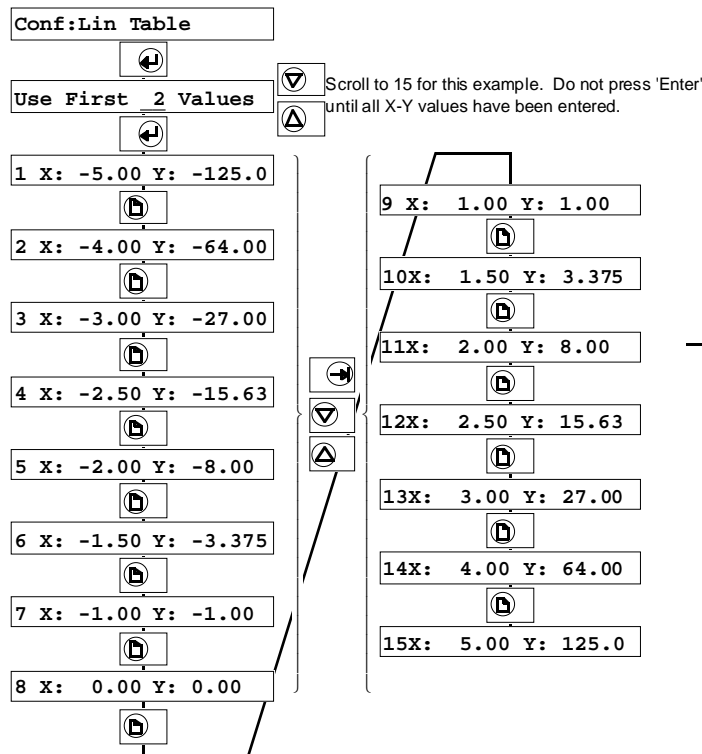 Conf:Lin Table
Use First 2 Values
Scroll to 15 for this example. Do not press 'Enter'
until all X-Y values have been entered.
1 X: -5.00 Y: -125.0
2 X: -4.00 Y: -64.00
3 X: -3.00 Y: -27.00
4 X: -2.50 Y: -15.63
5 X: -2.00 Y: -8.00
6 X: -1.50 Y: -3.375
7 X: -1.00 Y: -1.00
8 X: 0.00 Y: 0.00
9 X: 1.00 Y: 1.00
10X: 1.50 Y: 3.375
11X: 2.00 Y: 8.00
12X: 2.50 Y: 15.63
13X: 3.00 Y: 27.00
14X: 4.00 Y: 64.00
15X: 5.00 Y: 125.0